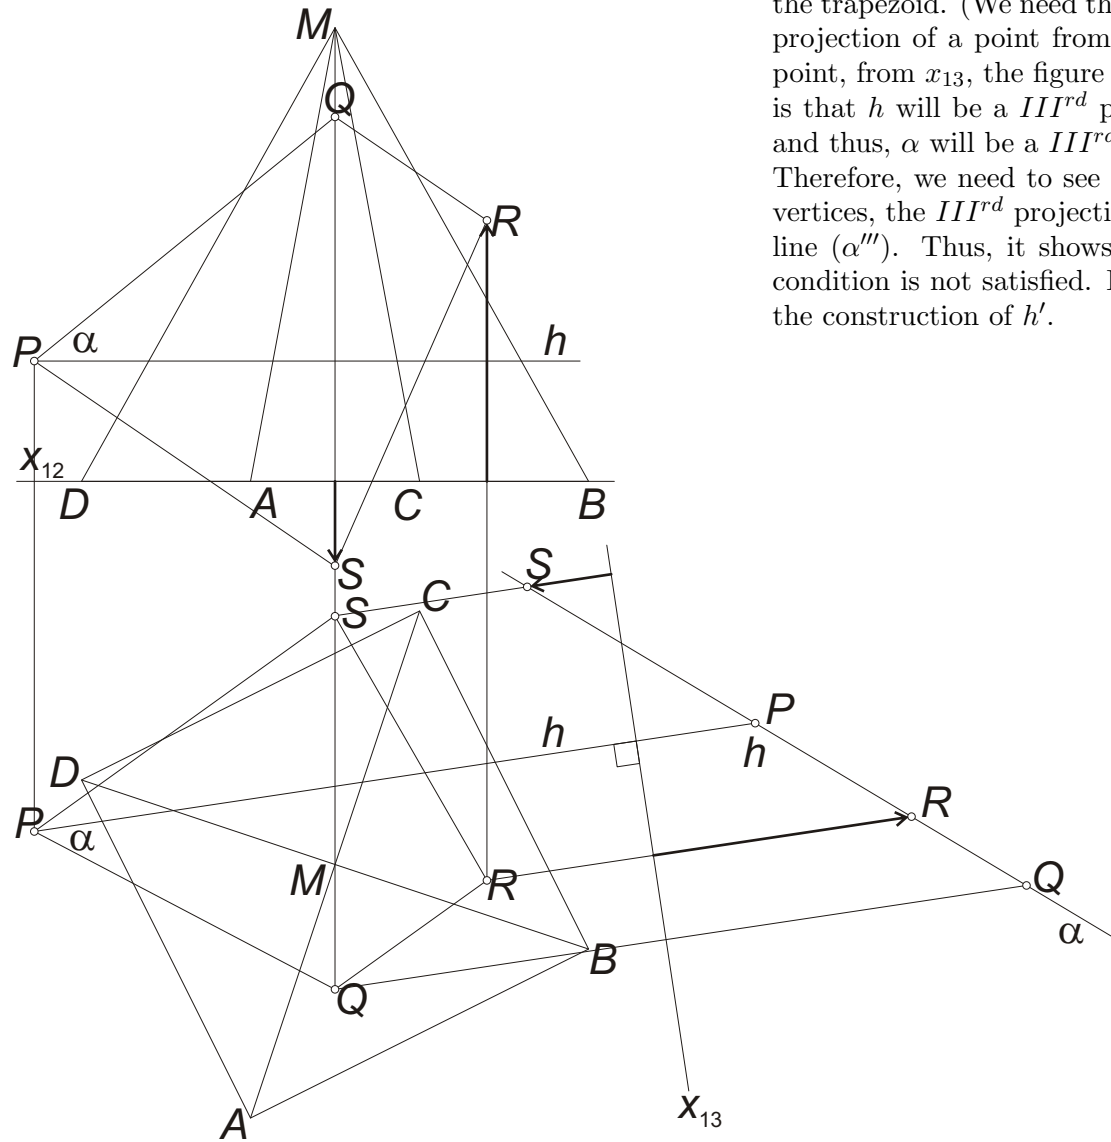 the trapezoid. (We need th
projection of a point from
point, from x₁₃, the figure
is that h will be a IIIʳᵈ p
and thus, α will be a IIIʳᵈ
Therefore, we need to see
vertices, the IIIʳᵈ projecti
line (α‴). Thus, it shows
condition is not satisfied.
the construction of h′.
M
Q
R
P α h
x₁₂
D A C B
S
S
S C
P
h
h
D
R
P α
M R
Q
α
B
Q
A
x₁₃